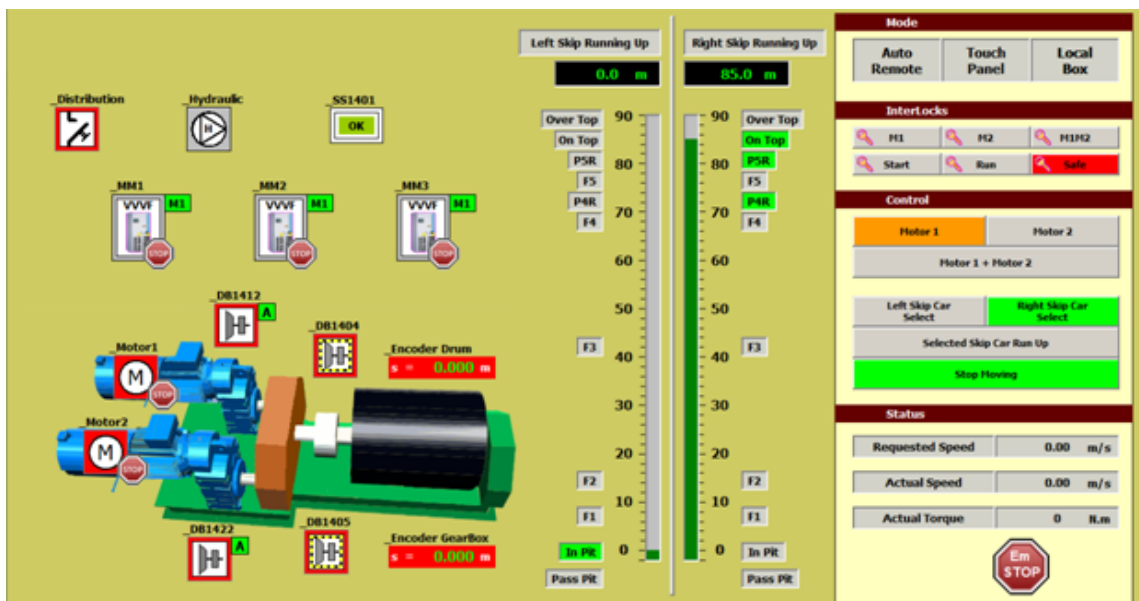 Left Skip Running Up
0.0 m
Right Skip Running Up
85.0 m
_Distribution
_Hydraulic
_SS1401
OK
_MM1
VVVF
M1
STOP
_MM2
VVVF
M1
STOP
_MM3
VVVF
M1
STOP
_DB1412
A
_DB1404
_Motor1
M
STOP
_Encoder Drum
s = 0.000 m
_Motor2
M
STOP
_DB1422
A
_DB1405
_Encoder GearBox
s = 0.000 m
Over Top
On Top
P5R
F5
P4R
F4
F3
F2
F1
In Pit
Pass Pit
90
80
70
60
50
40
30
20
10
0
90
80
70
60
50
40
30
20
10
0
Over Top
On Top
P5R
F5
P4R
F4
F3
F2
F1
In Pit
Pass Pit
Mode
Auto
Remote
Touch
Panel
Local
Box
InterLocks
M1
M2
M1M2
Start
Run
Safe
Control
Motor 1
Motor 2
Motor 1 + Motor 2
Left Skip Car
Select
Right Skip Car
Select
Selected Skip Car Run Up
Stop Moving
Status
Requested Speed
0.00 m/s
Actual Speed
0.00 m/s
Actual Torque
0 N.m
Em
STOP